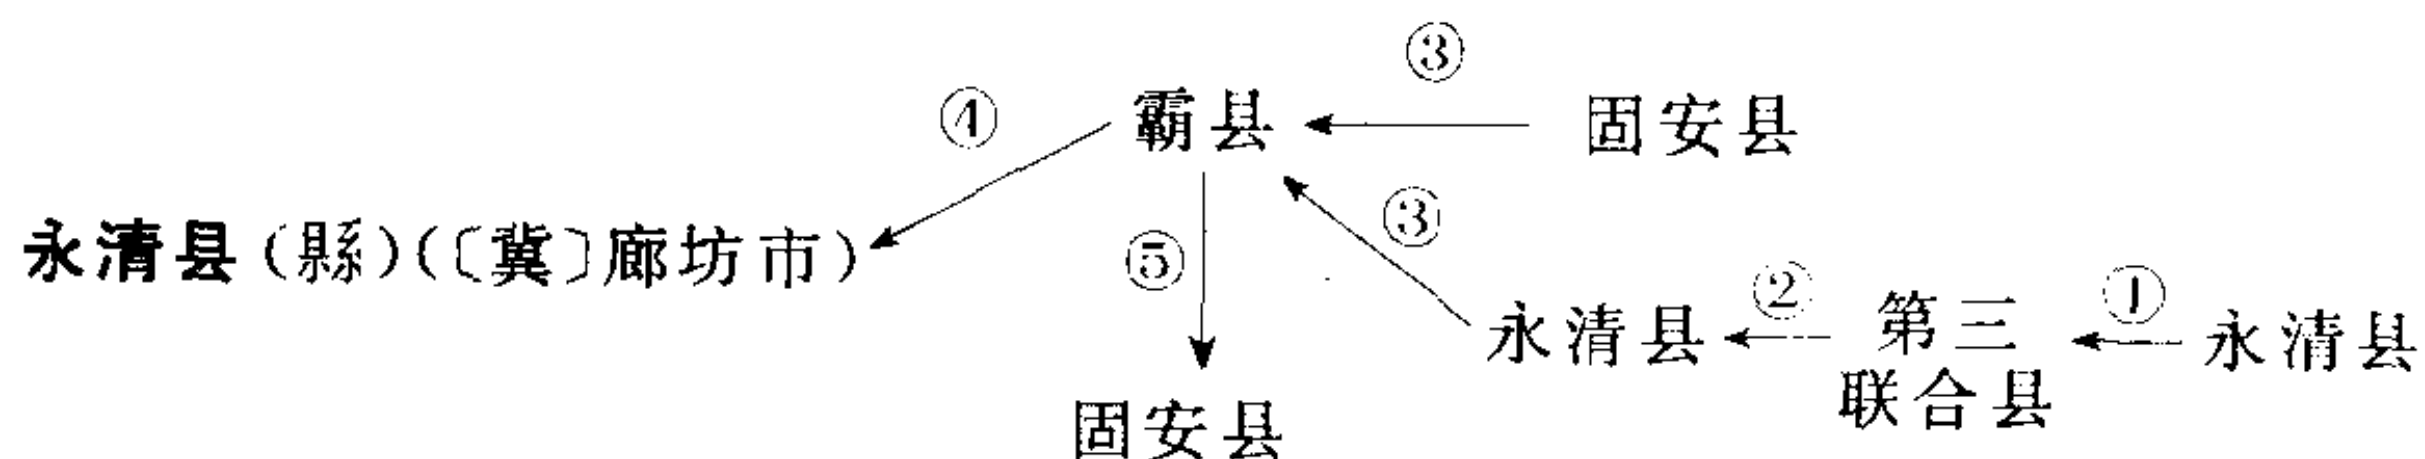 ③
④ 霸县 固安县
永清县(縣)(〔冀〕廊坊市) ⑤ ③
永清县 ② 第三 ① 永清县
联合县
固安县